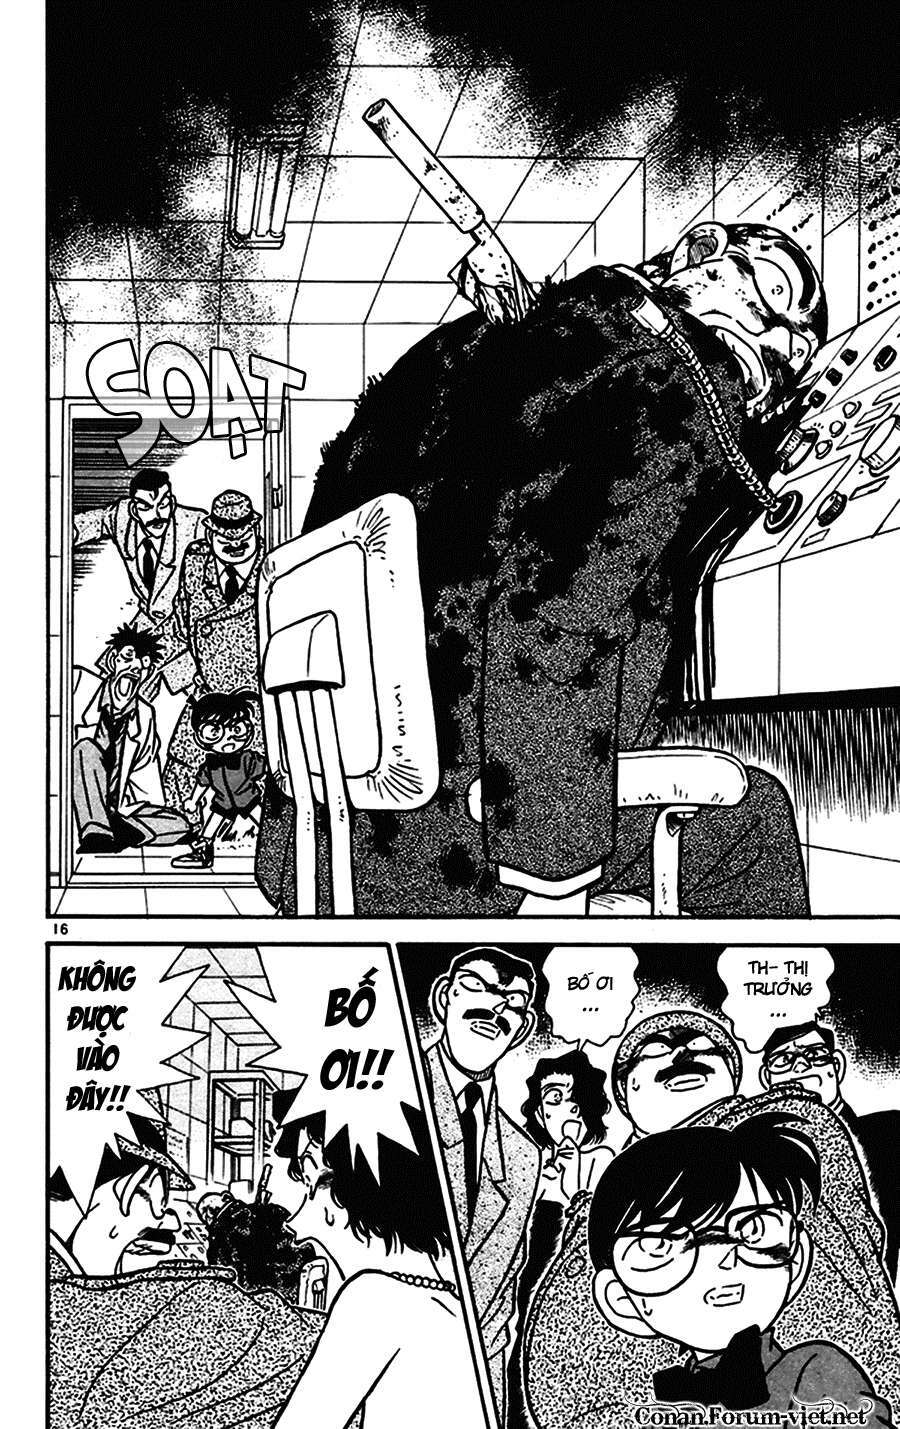 SOẠT
16
TH- THỊ
TRƯỞNG
...
BỐ ƠI
...
BỐ
ƠI!!
KHÔNG
ĐƯỢC
VÀO
ĐÂY!!
Conan.Forum-viet.net